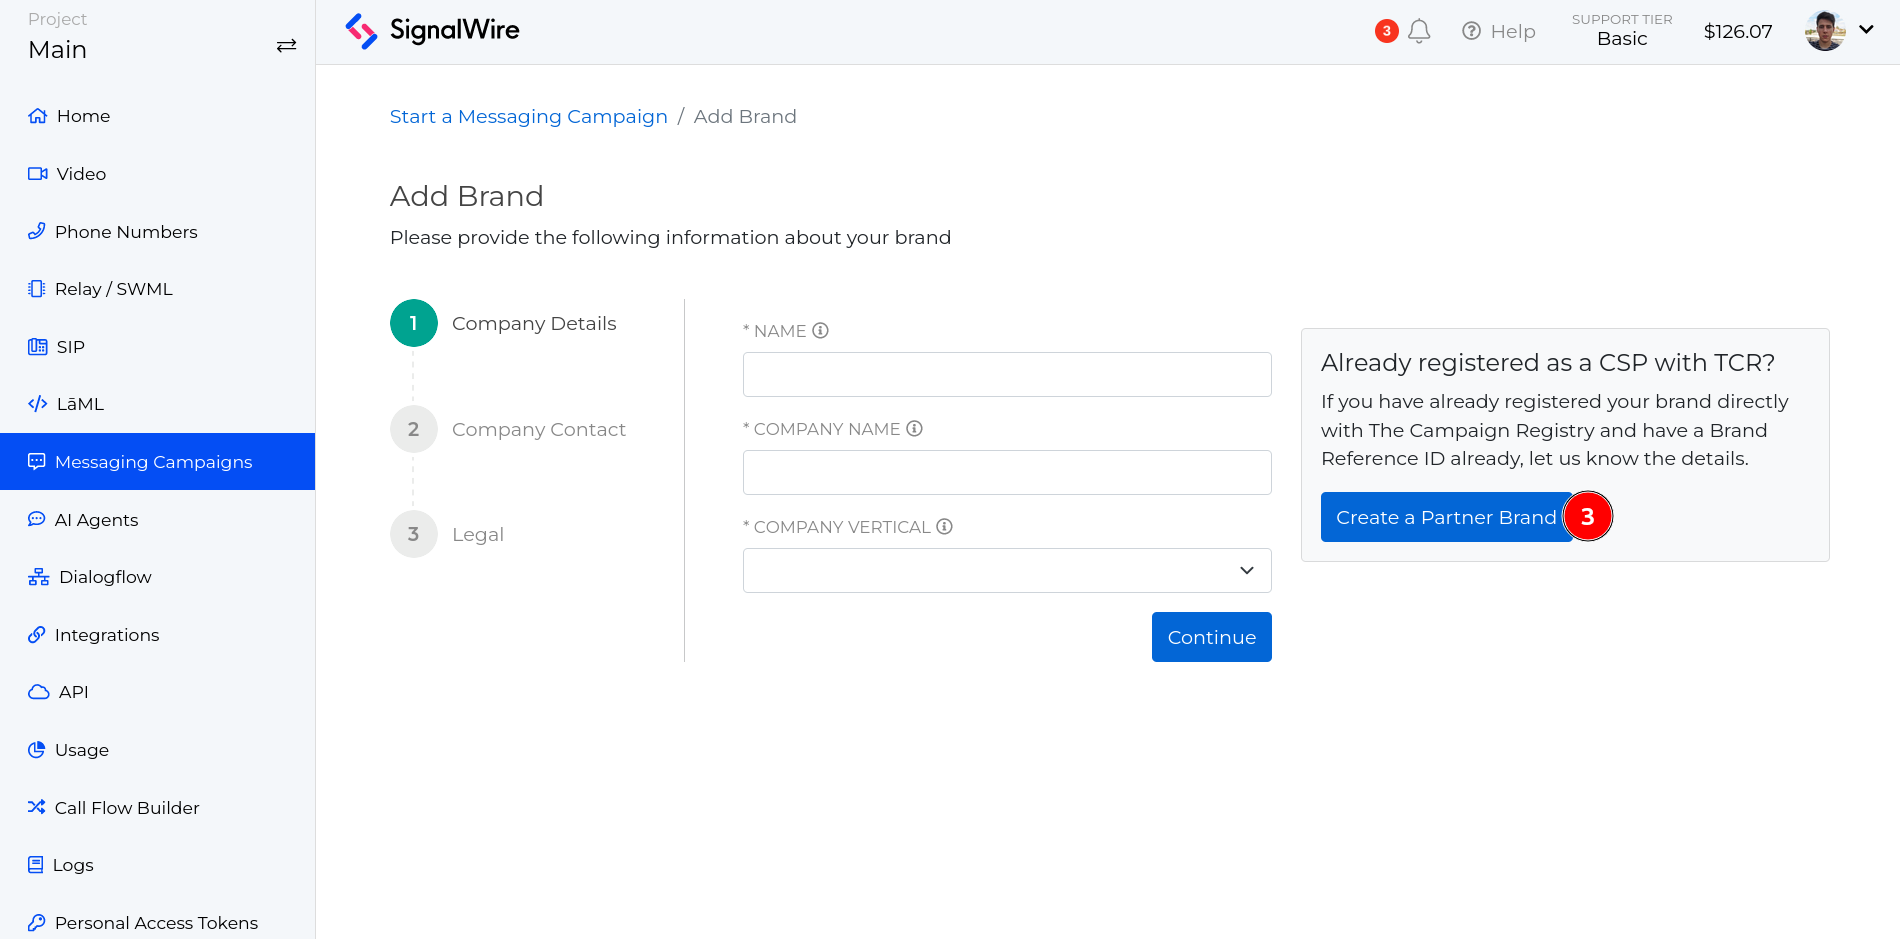 Project
Main
Home
Video
Phone Numbers
Relay / SWML
SIP
LāML
Messaging Campaigns
AI Agents
Dialogflow
Integrations
API
Usage
Call Flow Builder
Logs
Personal Access Tokens
SignalWire
3
Help
SUPPORT TIER
Basic
$126.07
Start a Messaging Campaign / Add Brand
Add Brand
Please provide the following information about your brand
1 Company Details
2 Company Contact
3 Legal
* NAME
* COMPANY NAME
* COMPANY VERTICAL
Continue
Already registered as a CSP with TCR?
If you have already registered your brand directly
with The Campaign Registry and have a Brand
Reference ID already, let us know the details.
Create a Partner Brand 3